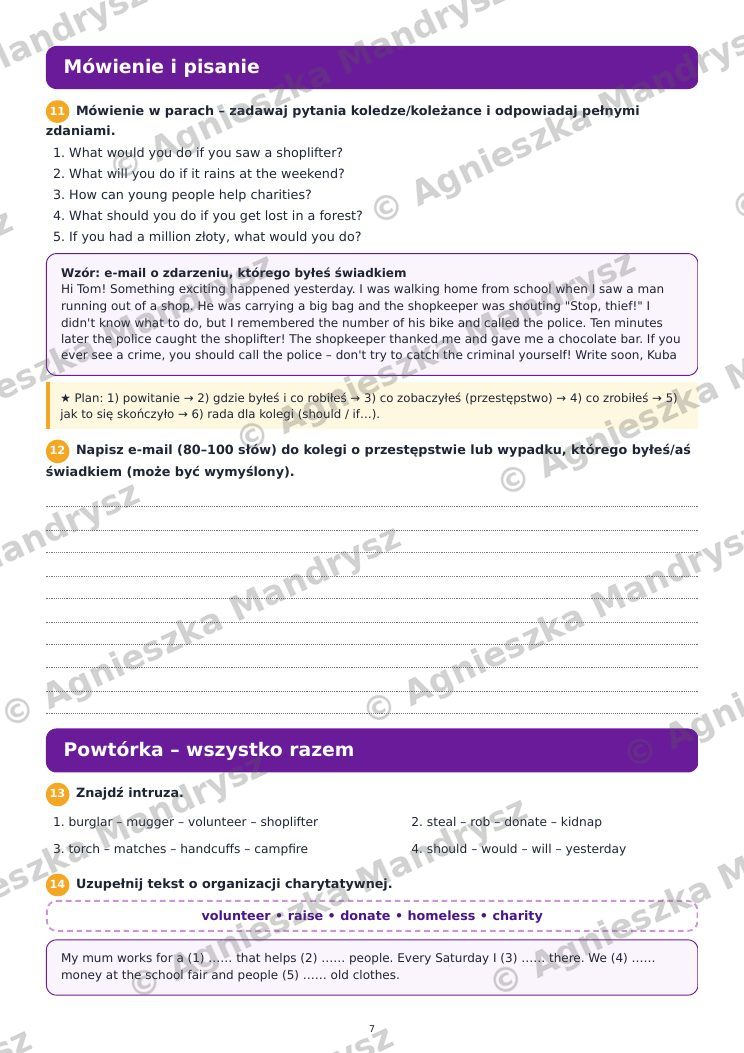 Mówienie i pisanie
11 Mówienie w parach – zadawaj pytania koledze/koleżance i odpowiadaj pełnymi
zdaniami.
1. What would you do if you saw a shoplifter?
2. What will you do if it rains at the weekend?
3. How can young people help charities?
4. What should you do if you get lost in a forest?
5. If you had a million złoty, what would you do?
Wzór: e-mail o zdarzeniu, którego byłeś świadkiem
Hi Tom! Something exciting happened yesterday. I was walking home from school when I saw a man
running out of a shop. He was carrying a big bag and the shopkeeper was shouting "Stop, thief!" I
didn't know what to do, but I remembered the number of his bike and called the police. Ten minutes
later the police caught the shoplifter! The shopkeeper thanked me and gave me a chocolate bar. If you
ever see a crime, you should call the police – don't try to catch the criminal yourself! Write soon, Kuba
★ Plan: 1) powitanie → 2) gdzie byłeś i co robiłeś → 3) co zobaczyłeś (przestępstwo) → 4) co zrobiłeś → 5)
jak to się skończyło → 6) rada dla kolegi (should / if…).
12 Napisz e-mail (80–100 słów) do kolegi o przestępstwie lub wypadku, którego byłeś/aś
świadkiem (może być wymyślony).
Powtórka – wszystko razem
13 Znajdź intruza.
1. burglar – mugger – volunteer – shoplifter
2. steal – rob – donate – kidnap
3. torch – matches – handcuffs – campfire
4. should – would – will – yesterday
14 Uzupełnij tekst o organizacji charytatywnej.
volunteer • raise • donate • homeless • charity
My mum works for a (1) …… that helps (2) …… people. Every Saturday I (3) …… there. We (4) ……
money at the school fair and people (5) …… old clothes.
7
© Agnieszka Mandrysz